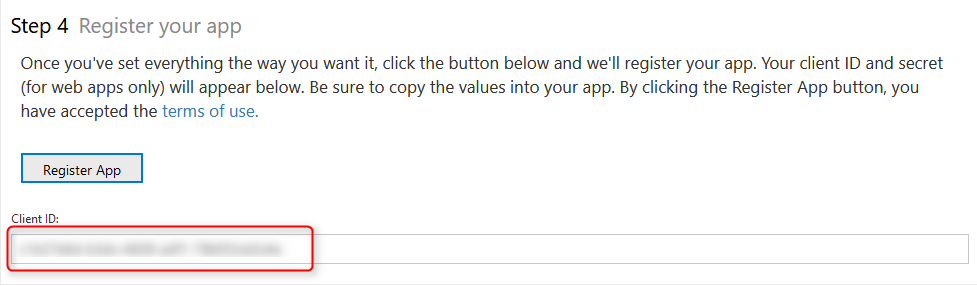 Step 4 Register your app
Once you've set everything the way you want it, click the button below and we'll register your app. Your client ID and secret
(for web apps only) will appear below. Be sure to copy the values into your app. By clicking the Register App button, you
have accepted the terms of use.
Register App
Client ID: